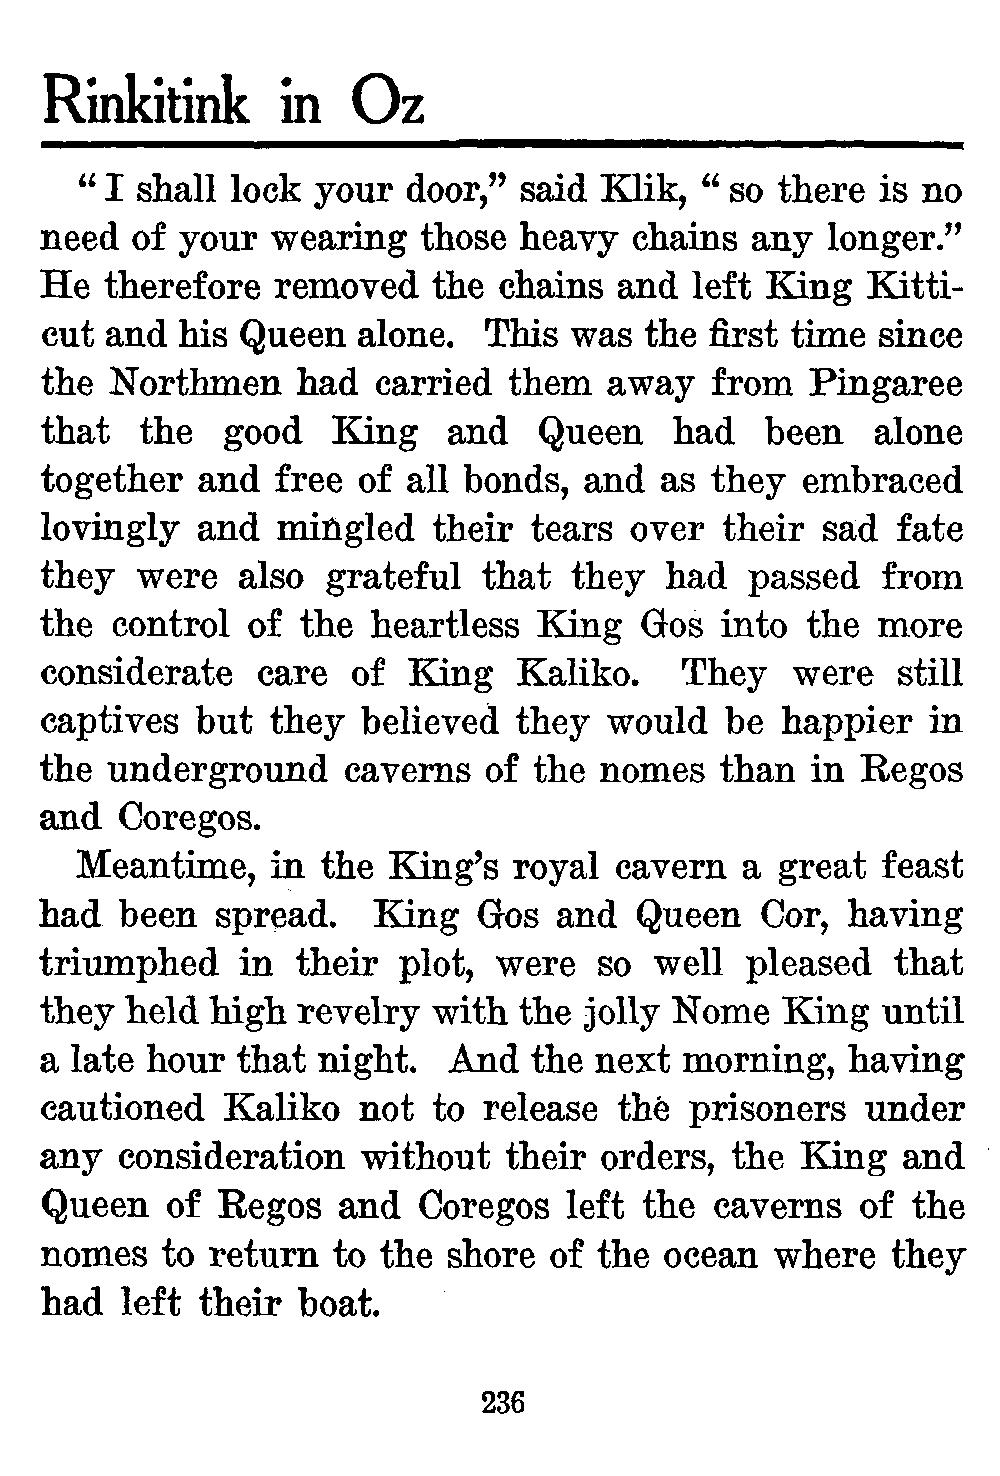 Rinkitink in Oz
“ I shall lock your door,” said Klik, “ so there is no
need of your wearing those heavy chains any longer.”
He therefore removed the chains and left King Kitti-
cut and his Queen alone. This was the first time since
the Northmen had carried them away from Pingaree
that the good King and Queen had been alone
together and free of all bonds, and as they embraced
lovingly and mingled their tears over their sad fate
they were also grateful that they had passed from
the control of the heartless King Gos into the more
considerate care of King Kaliko. They were still
captives but they believed they would be happier in
the underground caverns of the nomes than in Regos
and Coregos.
Meantime, in the King’s royal cavern a great feast
had been spread. King Gos and Queen Cor, having
triumphed in their plot, were so well pleased that
they held high revelry with the jolly Nome King until
a late hour that night. And the next morning, having
cautioned Kaliko not to release the prisoners under
any consideration without their orders, the King and
Queen of Regos and Coregos left the caverns of the
nomes to return to the shore of the ocean where they
had left their boat.
236